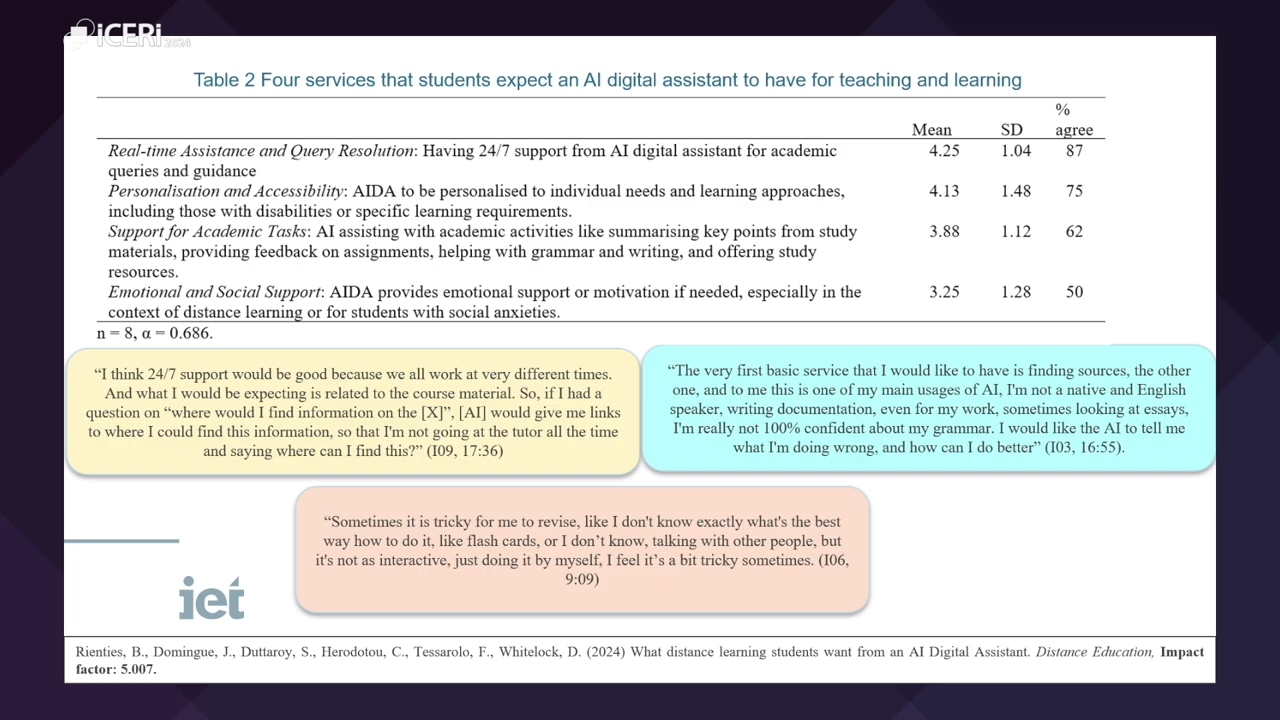 iCERi
2024
Table 2 Four services that students expect an AI digital assistant to have for teaching and learning
%
Mean SD agree
Real-time Assistance and Query Resolution: Having 24/7 support from AI digital assistant for academic 4.25 1.04 87
queries and guidance
Personalisation and Accessibility: AIDA to be personalised to individual needs and learning approaches, 4.13 1.48 75
including those with disabilities or specific learning requirements.
Support for Academic Tasks: AI assisting with academic activities like summarising key points from study 3.88 1.12 62
materials, providing feedback on assignments, helping with grammar and writing, and offering study
resources.
Emotional and Social Support: AIDA provides emotional support or motivation if needed, especially in the 3.25 1.28 50
context of distance learning or for students with social anxieties.
n = 8, α = 0.686.
“I think 24/7 support would be good because we all work at very different times.
And what I would be expecting is related to the course material. So, if I had a
question on “where would I find information on the [X]”, [AI] would give me links
to where I could find this information, so that I'm not going at the tutor all the time
and saying where can I find this?” (I09, 17:36)
“The very first basic service that I would like to have is finding sources, the other
one, and to me this is one of my main usages of AI, I'm not a native and English
speaker, writing documentation, even for my work, sometimes looking at essays,
I'm really not 100% confident about my grammar. I would like the AI to tell me
what I'm doing wrong, and how can I do better” (I03, 16:55).
“Sometimes it is tricky for me to revise, like I don't know exactly what's the best
way how to do it, like flash cards, or I don’t know, talking with other people, but
it's not as interactive, just doing it by myself, I feel it’s a bit tricky sometimes. (I06,
9:09)
iet
Rienties, B., Domingue, J., Duttaroy, S., Herodotou, C., Tessarolo, F., Whitelock, D. (2024) What distance learning students want from an AI Digital Assistant. Distance Education, Impact
factor: 5.007.